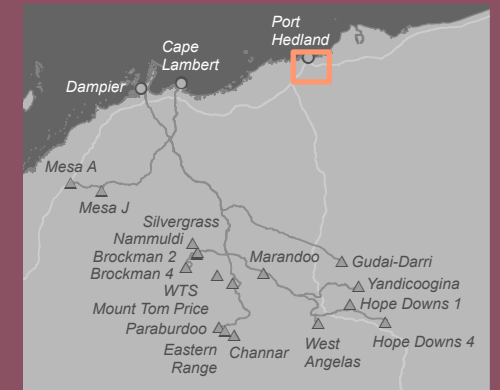 Port
Hedland
Cape
Lambert
Dampier
Mesa A
Mesa J
Silvergrass
Nammuldi
Brockman 2
Brockman 4
WTS
Marandoo
Gudai-Darri
Yandicoogina
Hope Downs 1
Mount Tom Price
Paraburdoo
Eastern
Range
Channar
West
Angelas
Hope Downs 4